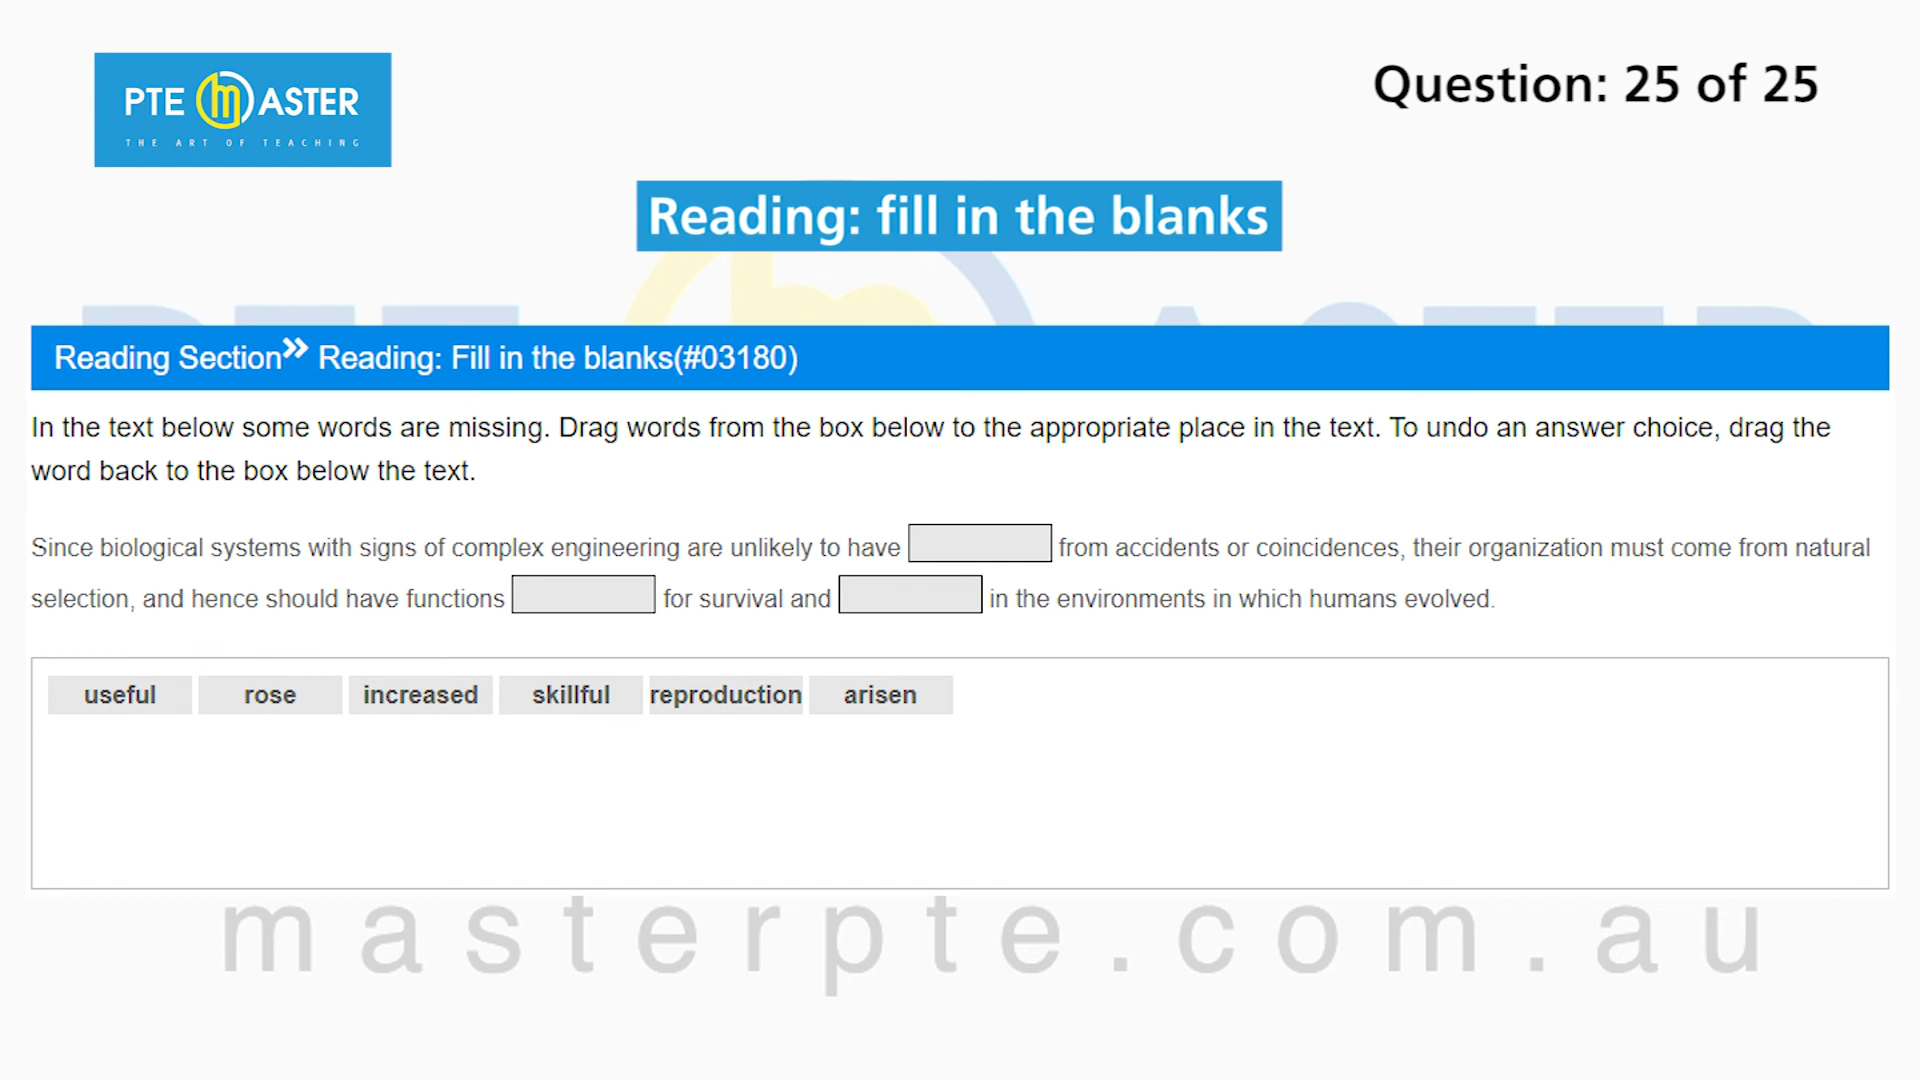 PTE MASTER
THE ART OF TEACHING
Question: 25 of 25
Reading: fill in the blanks
Reading Section» Reading: Fill in the blanks(#03180)
In the text below some words are missing. Drag words from the box below to the appropriate place in the text. To undo an answer choice, drag the
word back to the box below the text.
Since biological systems with signs of complex engineering are unlikely to have from accidents or coincidences, their organization must come from natural
selection, and hence should have functions for survival and in the environments in which humans evolved.
useful rose increased skillful reproduction arisen
masterpte.com.au